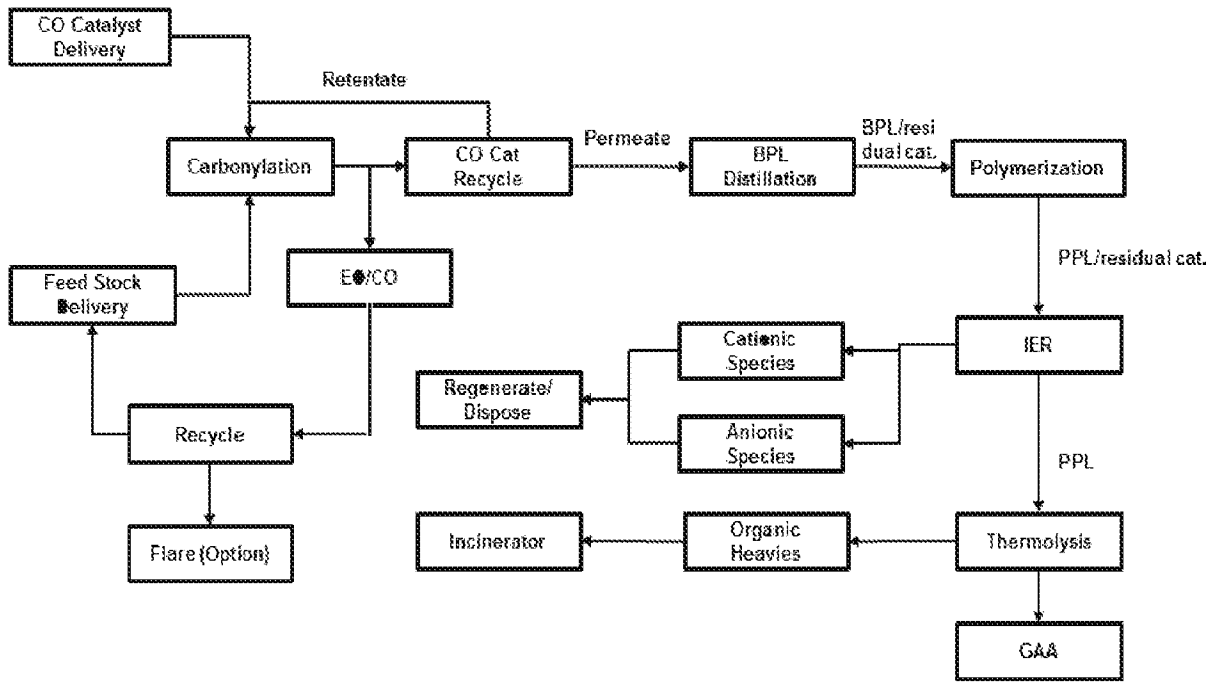 CO Catalyst
Delivery
Retentate
Carbonylation
CO Cat
Recycle
Permeate
BPL
Distillation
BPL/resi
dual cat.
Polymerization
PPL/residual cat.
Feed Stock
Delivery
EO/CO
Cationic
Species
IER
Regenerate/
Dispose
Anionic
Species
Recycle
PPL
Flare (Option)
Incinerator
Organic
Heavies
Thermolysis
GAA